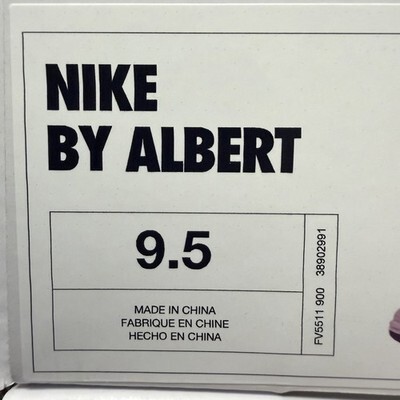 NIKE
BY ALBERT
9.5
MADE IN CHINA
FABRIQUE EN CHINE
HECHO EN CHINA
FV5511 900 38902991